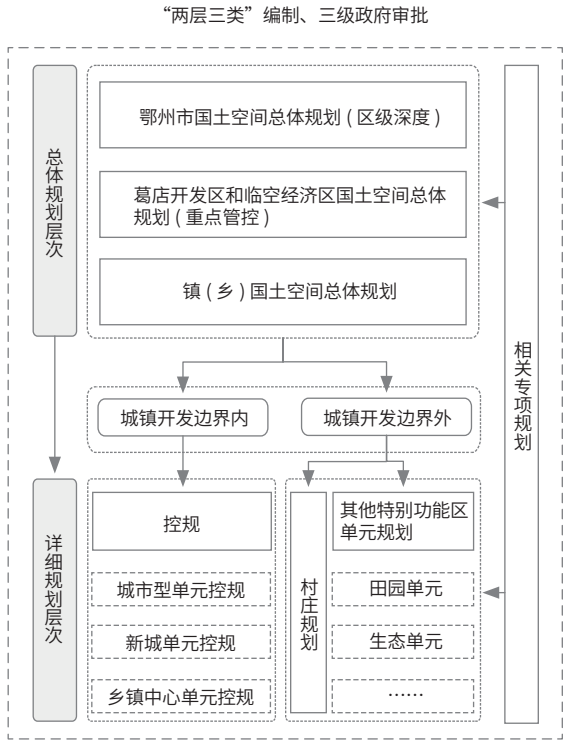 “两层三类”编制、三级政府审批
总体规划层次
鄂州市国土空间总体规划 ( 区级深度 )
葛店开发区和临空经济区国土空间总体
规划 ( 重点管控 )
镇 ( 乡 ) 国土空间总体规划
相关专项规划
城镇开发边界内
城镇开发边界外
详细规划层次
控规
城市型单元控规
新城单元控规
乡镇中心单元控规
村庄规划
其他特别功能区
单元规划
田园单元
生态单元
……